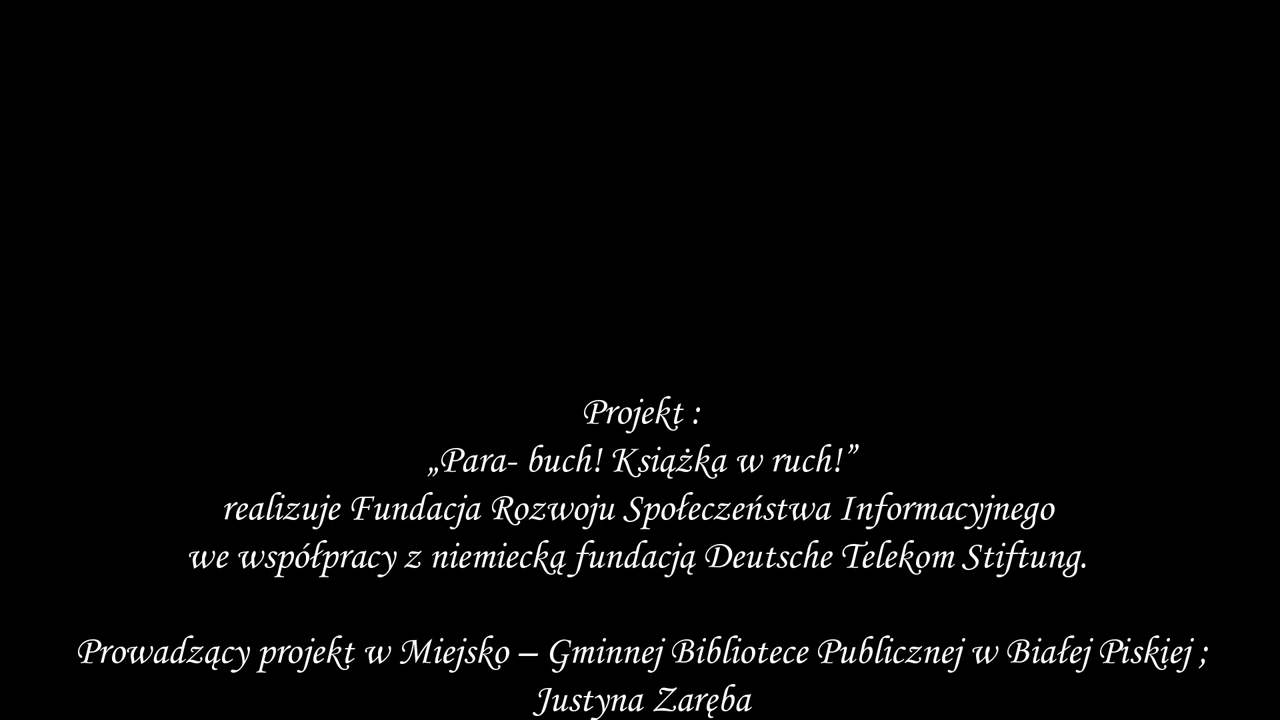 Projekt :
„Para- buch! Książka w ruch!”
realizuje Fundacja Rozwoju Społeczeństwa Informacyjnego
we współpracy z niemiecką fundacją Deutsche Telekom Stiftung.
Prowadzący projekt w Miejsko – Gminnej Bibliotece Publicznej w Białej Piskiej ;
Justyna Zaręba